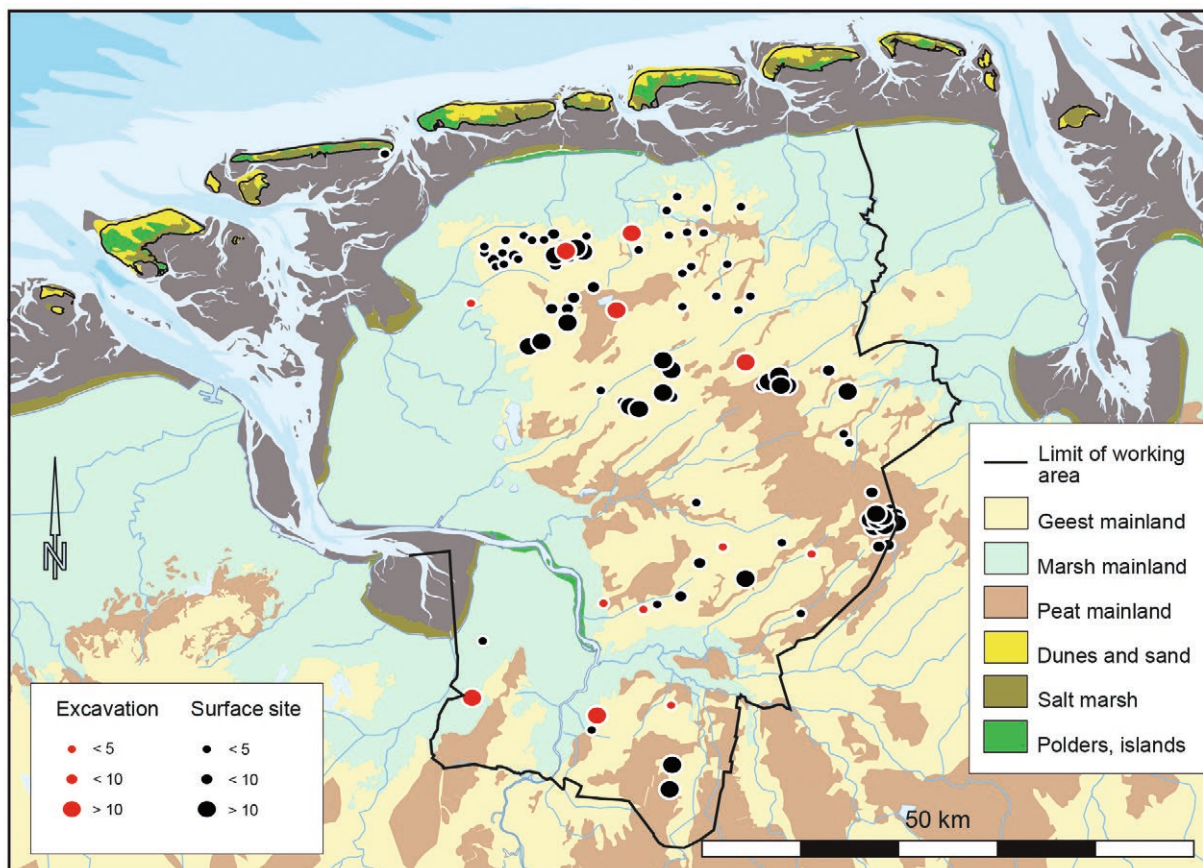 N
Excavation
Surface site
< 5
< 5
< 10
< 10
> 10
> 10
Limit of working
area
Geest mainland
Marsh mainland
Peat mainland
Dunes and sand
Salt marsh
Polders, islands
50 km